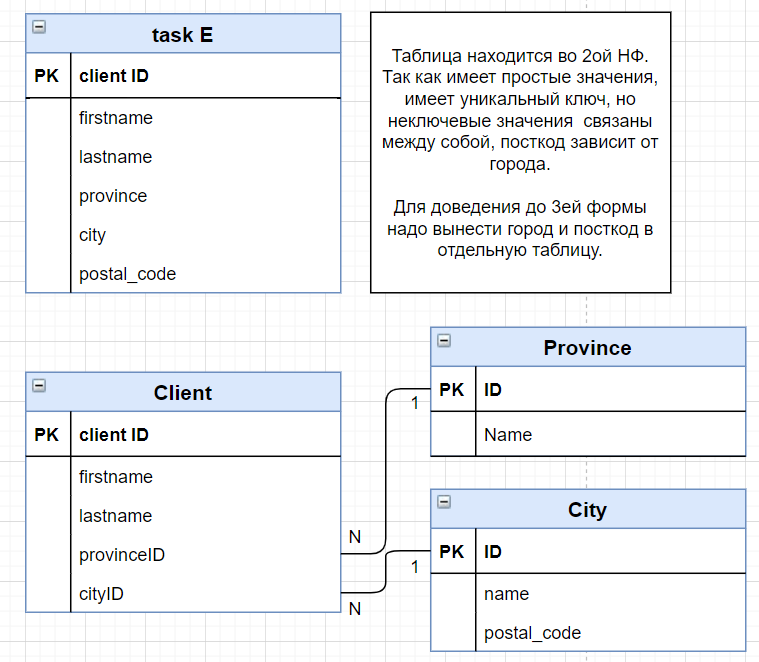 task E
PK client ID
firstname
lastname
province
city
postal_code
Таблица находится во 2ой НФ.
Так как имеет простые значения,
имеет уникальный ключ, но
неключевые значения связаны
между собой, посткод зависит от
города.
Для доведения до 3ей формы
надо вынести город и посткод в
отдельную таблицу.
Client
PK client ID
firstname
lastname
provinceID
cityID
N
1
N
1
Province
PK ID
Name
City
PK ID
name
postal_code